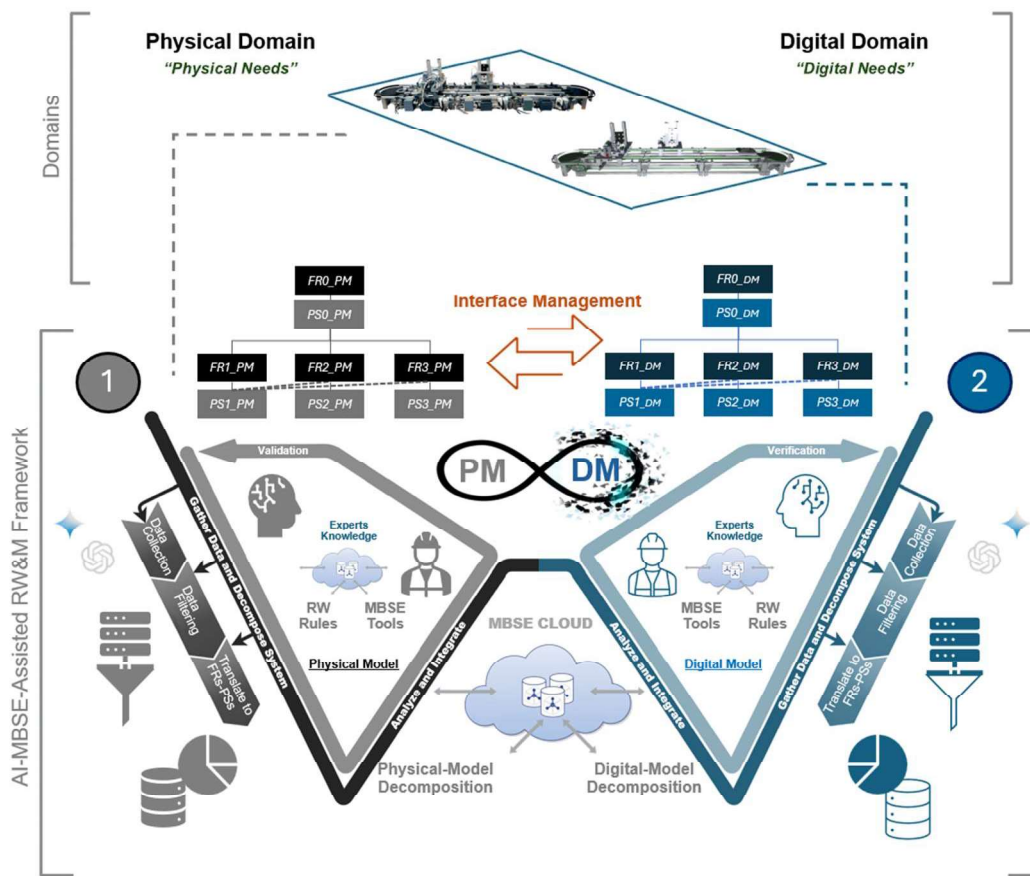 Physical Domain
"Physical Needs"
Digital Domain
"Digital Needs"
Domains
FR0_PM
PS0_PM
FR1_PM
FR2_PM
FR3_PM
PS1_PM
PS2_PM
PS3_PM
Interface Management
FR0_DM
PS0_DM
FR1_DM
FR2_DM
FR3_DM
PS1_DM
PS2_DM
PS3_DM
1
2
AI-MBSE-Assisted RW&M Framework
Validation
PM
DM
Verification
Gather Data and Decompose System
Data
Collection
Data
Filtering
Translate to
FRs-PSs
Experts
Knowledge
RW
Rules
MBSE
Tools
Physical Model
Analyze and Integrate
MBSE CLOUD
Physical-Model
Decomposition
Digital-Model
Decomposition
Experts
Knowledge
MBSE
Tools
RW
Rules
Digital Model
Analyze and Integrate
Gather Data and Decompose System
Data
Collection
Data
Filtering
Translate to
FRs-PSs